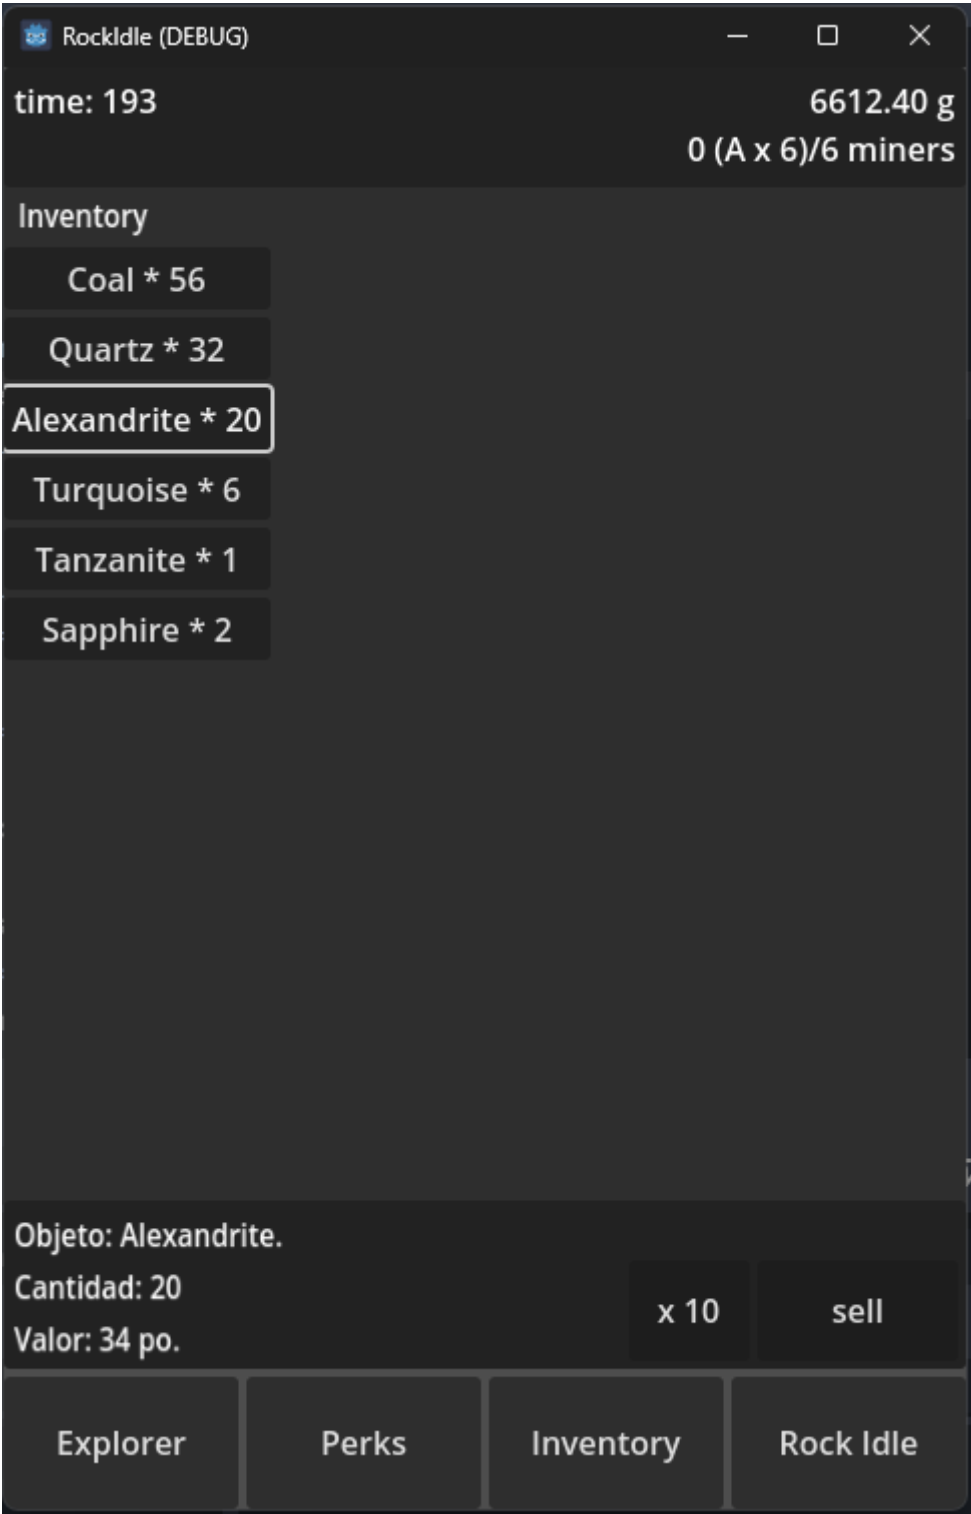 RockIdle (DEBUG)
time: 193
6612.40 g
0 (A x 6)/6 miners
Inventory
Coal * 56
Quartz * 32
Alexandrite * 20
Turquoise * 6
Tanzanite * 1
Sapphire * 2
Objeto: Alexandrite.
Cantidad: 20
Valor: 34 po.
x 10
sell
Explorer
Perks
Inventory
Rock Idle